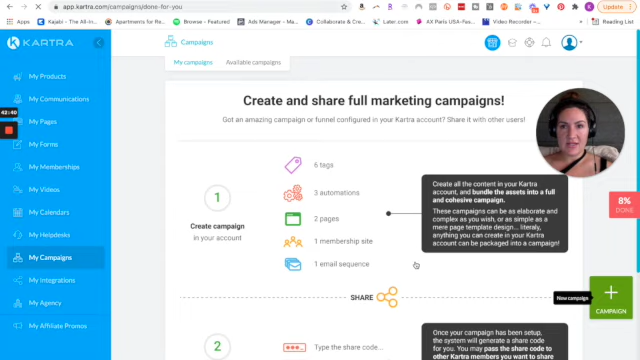 app.kartra.com/campaigns/done-for-you
Update
Kajabi - The All-In...
Apartments for Re...
Browse - Spotify
Ads Manager - Ma...
Collaborate & Crea...
Later.com
AX Paris USA-Fas...
Video Recorder –...
Other Bookmarks
KARTRA
Campaigns
My campaigns
Available campaigns
My Products
My Communications
My Pages
My Forms
My Memberships
My Videos
My Calendars
My Helpdesks
My Campaigns
My Integrations
My Agency
My Affiliate Promos
42:40
Create and share full marketing campaigns!
Got an amazing campaign or funnel configured in your Kartra account? Share it with other users!
1
Create campaign
in your account
6 tags
3 automations
2 pages
1 membership site
1 email sequence
Create all the content in your Kartra
account, and bundle the assets into a full
and cohesive campaign.
These campaigns can be as elaborate and
complex as you wish, or as simple as a
mere page template design... literaly,
anything you can create in your Kartra
account can be packaged into a campaign!
8%
DONE
New campaign
CAMPAIGN
SHARE
2
Type the share code...
Once your campaign has been setup,
the system will generate a share code
for you. You may pass the share code to
other Kartra members you want to share